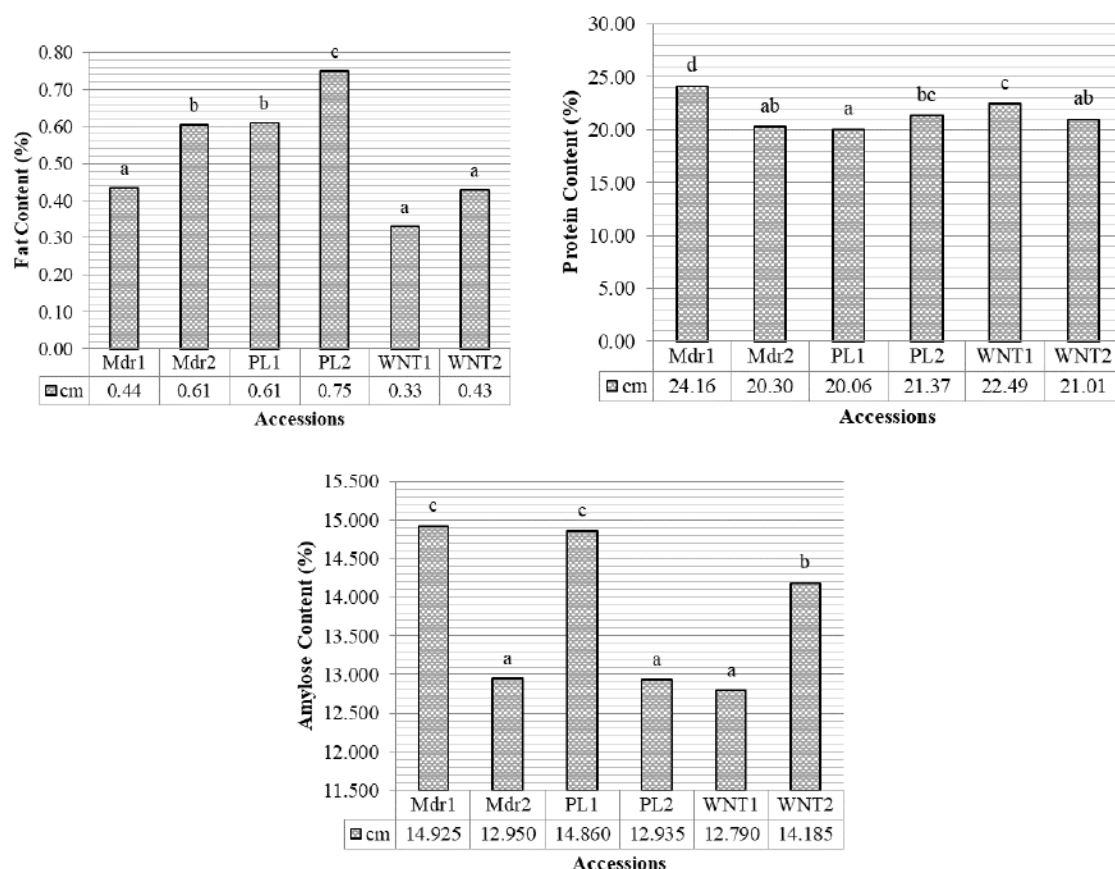 Fat Content (%)
0.80
0.70
0.60
0.50
0.40
0.30
0.20
0.10
0.00
a
b
b
c
a
a
Mdr1 Mdr2 PL1 PL2 WNT1 WNT2
cm 0.44 0.61 0.61 0.75 0.33 0.43
Accessions
Protein Content (%)
30.00
25.00
20.00
15.00
10.00
5.00
0.00
d
ab
a
bc
c
ab
Mdr1 Mdr2 PL1 PL2 WNT1 WNT2
24.16 20.30 20.06 21.37 22.49 21.01
Accessions
Amylose Content (%)
15.500
15.000
14.500
14.000
13.500
13.000
12.500
12.000
11.500
c
a
c
a
a
b
Mdr1 Mdr2 PL1 PL2 WNT1 WNT2
cm 14.925 12.950 14.860 12.935 12.790 14.185
Accessions